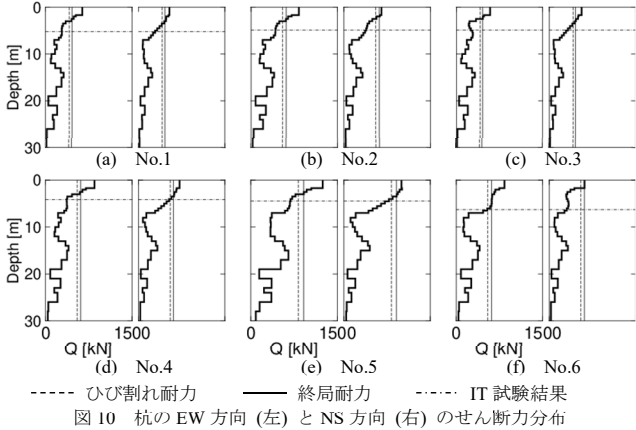 0
10
20
30
Depth [m]
(a) No.1
(b) No.2
(c) No.3
0
10
20
30
Depth [m]
0 1500
0 1500
0 1500
Q [kN]
Q [kN]
Q [kN]
(d) No.4
(e) No.5
(f) No.6
ひび割れ耐力 終局耐力 IT 試験結果
図 10 杭の EW 方向 (左) と NS 方向 (右) のせん断力分布